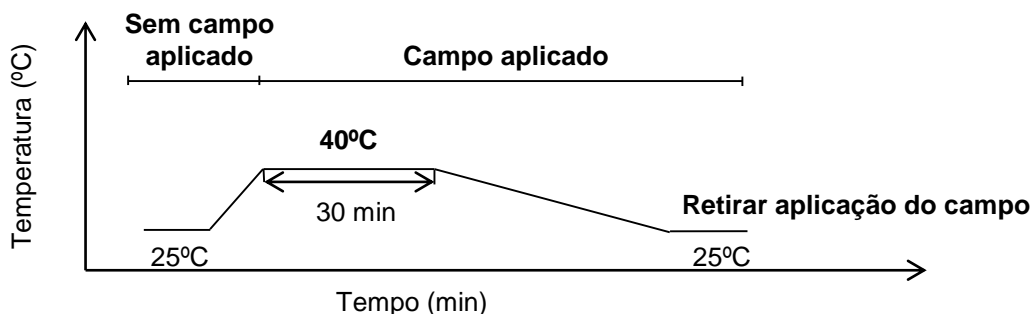 Sem campo
aplicado
Campo aplicado
Temperatura (ºC)
40ºC
30 min
Retirar aplicação do campo
25ºC
25ºC
Tempo (min)